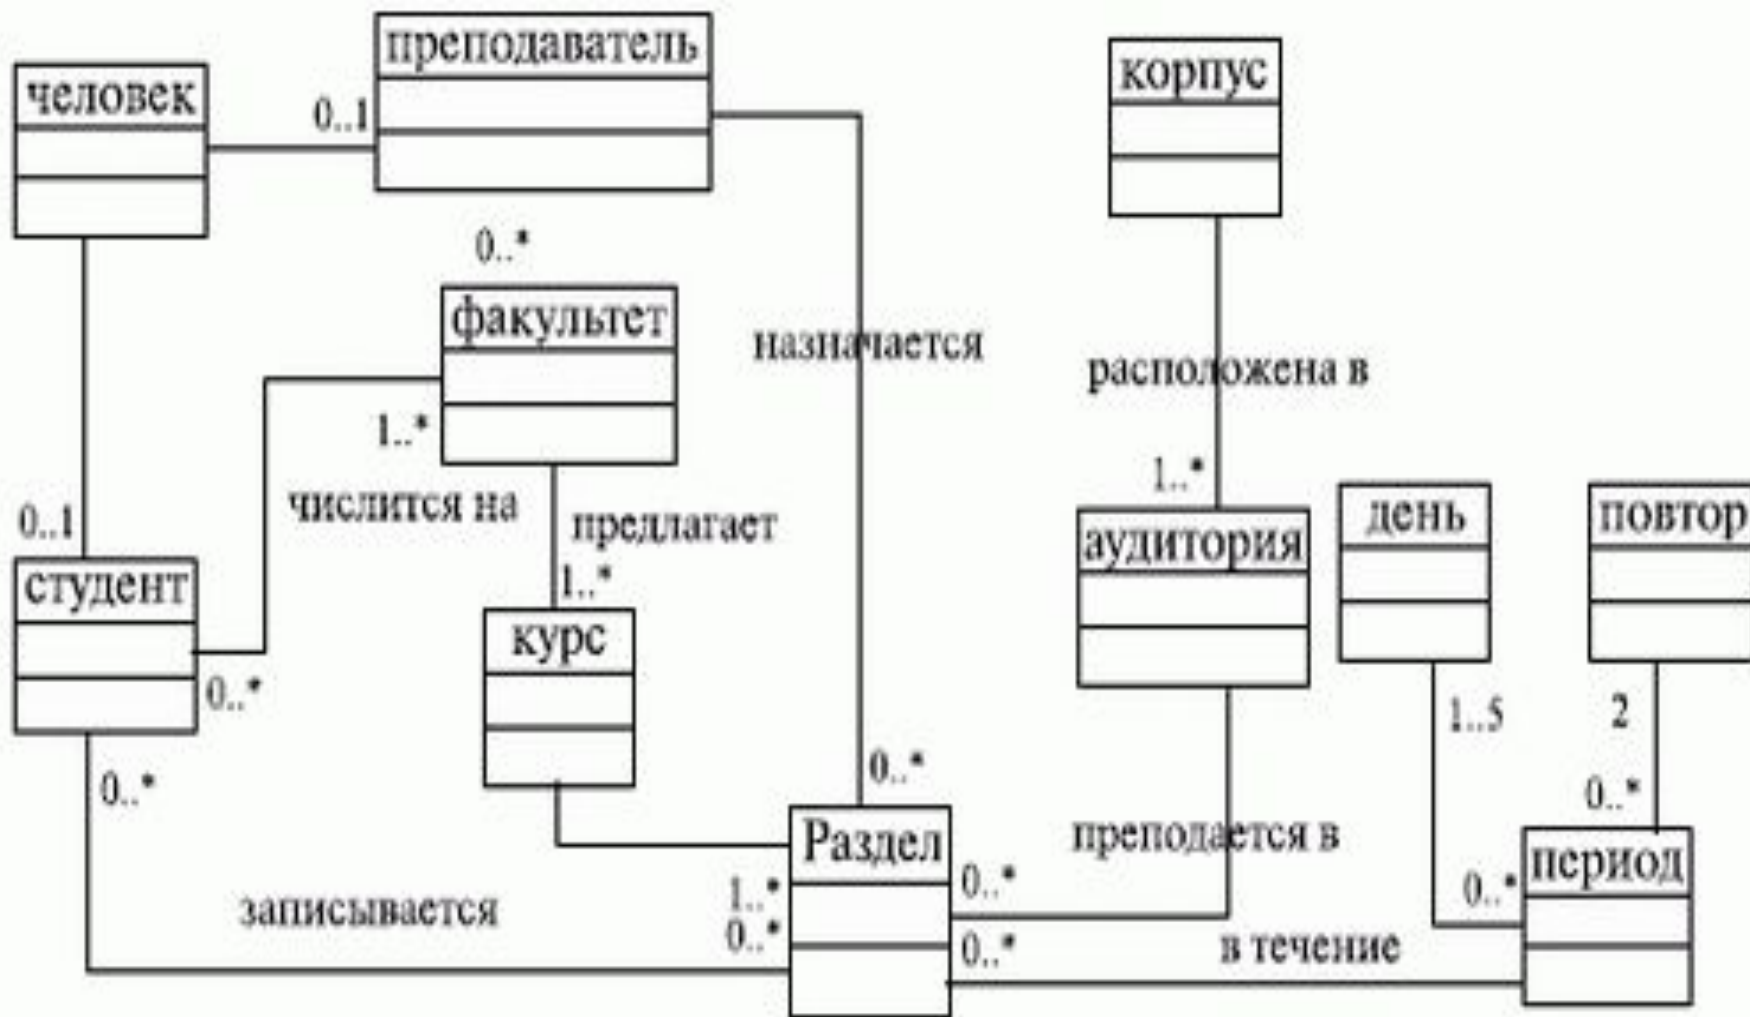 преподаватель
человек
0..1
корпус
0..*
факультет
назначается
расположена в
1..*
числится на
предлагает
0..1
1..*
1..*
день
повтор
аудитория
студент
курс
0..*
1..5
2
0..*
0..*
0..*
Раздел
преподается в
период
1..*
0..*
0..*
записывается
0..*
0..*
в течение